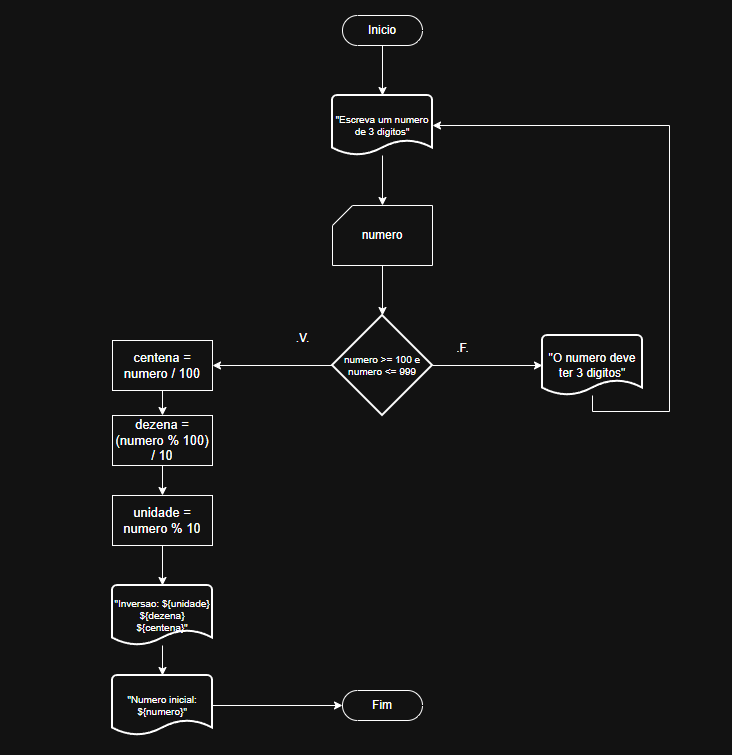 Inicio
"Escreva um numero
de 3 digitos"
numero
.V.
numero >= 100 e
numero <= 999
.F.
"O numero deve
ter 3 digitos"
centena =
numero / 100
dezena =
(numero % 100)
/ 10
unidade =
numero % 10
"Inversao: ${unidade}
${dezena}
${centena}"
"Numero inicial:
${numero}"
Fim